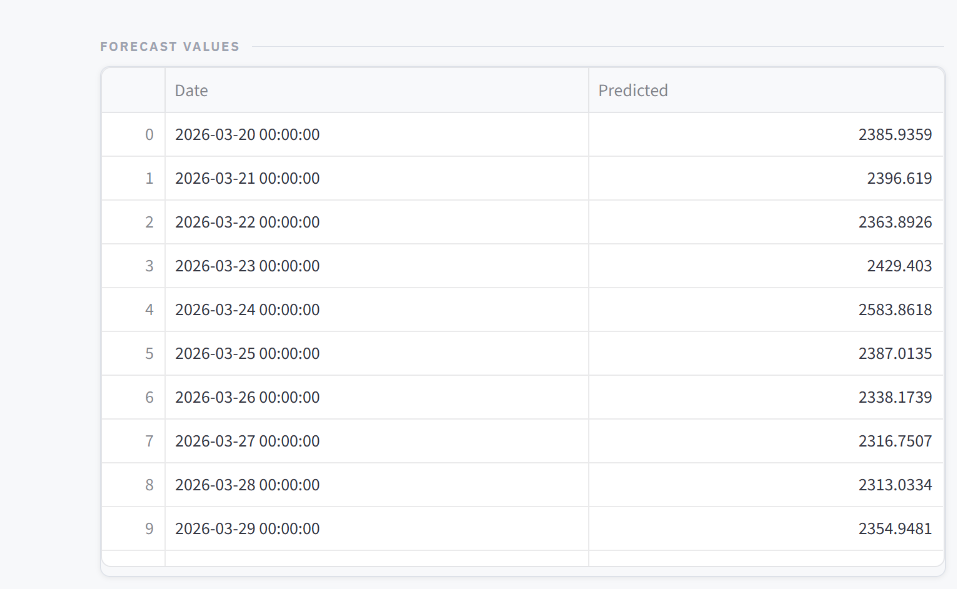 FORECAST VALUES
Date Predicted
0 2026-03-20 00:00:00 2385.9359
1 2026-03-21 00:00:00 2396.619
2 2026-03-22 00:00:00 2363.8926
3 2026-03-23 00:00:00 2429.403
4 2026-03-24 00:00:00 2583.8618
5 2026-03-25 00:00:00 2387.0135
6 2026-03-26 00:00:00 2338.1739
7 2026-03-27 00:00:00 2316.7507
8 2026-03-28 00:00:00 2313.0334
9 2026-03-29 00:00:00 2354.9481